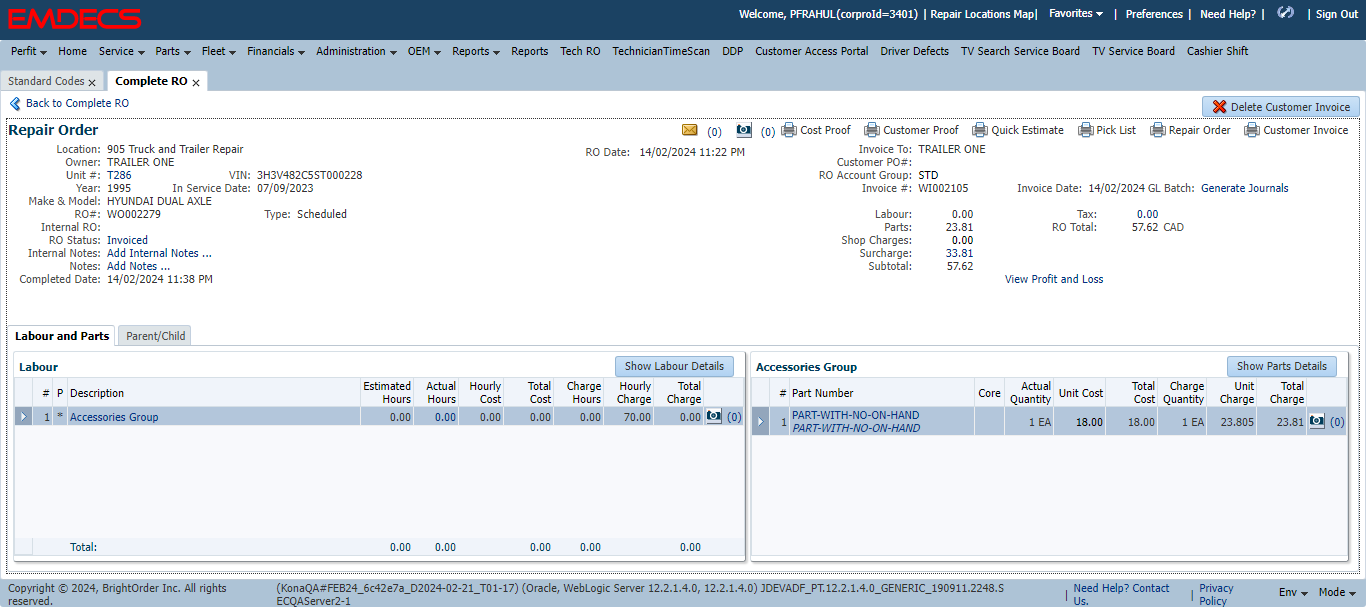 EMDECS
Welcome, PFRAHUL(corproId=3401) | Repair Locations Map| Favorites | Preferences | Need Help? | | Sign Out
Perfit Home Service Parts Fleet Financials Administration OEM Reports Reports Tech RO TechnicianTimeScan DDP Customer Access Portal Driver Defects TV Search Service Board TV Service Board Cashier Shift
Standard Codes x Complete RO x
Back to Complete RO
Delete Customer Invoice
Repair Order (0) (0) Cost Proof Customer Proof Quick Estimate Pick List Repair Order Customer Invoice
Location: 905 Truck and Trailer Repair RO Date: 14/02/2024 11:22 PM Invoice To: TRAILER ONE
Owner: TRAILER ONE Customer PO#:
Unit #: T286 VIN: 3H3V482C5ST000228 RO Account Group: STD
Year: 1995 In Service Date: 07/09/2023 Invoice #: WI002105 Invoice Date: 14/02/2024 GL Batch: Generate Journals
Make & Model: HYUNDAI DUAL AXLE
RO#: WO002279 Type: Scheduled Labour: 0.00 Tax: 0.00
Internal RO: Parts: 23.81 RO Total: 57.62 CAD
RO Status: Invoiced Shop Charges: 0.00
Internal Notes: Add Internal Notes ... Surcharge: 33.81
Notes: Add Notes ... Subtotal: 57.62
Completed Date: 14/02/2024 11:38 PM View Profit and Loss
Labour and Parts Parent/Child
Labour Show Labour Details Accessories Group Show Parts Details
# P Description Estimated Hours Actual Hours Hourly Cost Total Cost Charge Hours Hourly Charge Total Charge # Part Number Core Actual Quantity Unit Cost Total Cost Charge Quantity Unit Charge Total Charge
1 * Accessories Group 0.00 0.00 0.00 0.00 0.00 70.00 0.00 (0) 1 PART-WITH-NO-ON-HAND 1 EA 18.00 18.00 1 EA 23.805 23.81 (0)
PART-WITH-NO-ON-HAND
Total: 0.00 0.00 0.00 0.00 0.00
Copyright © 2024, BrightOrder Inc. All rights reserved. (KonaQA#FEB24_6c42e7a_D2024-02-21_T01-17) (Oracle, WebLogic Server 12.2.1.4.0, 12.2.1.4.0) JDEVADF_PT.12.2.1.4.0_GENERIC_190911.2248.S ECQAServer2-1 | Need Help? Contact Us. | Privacy Policy Env Mode